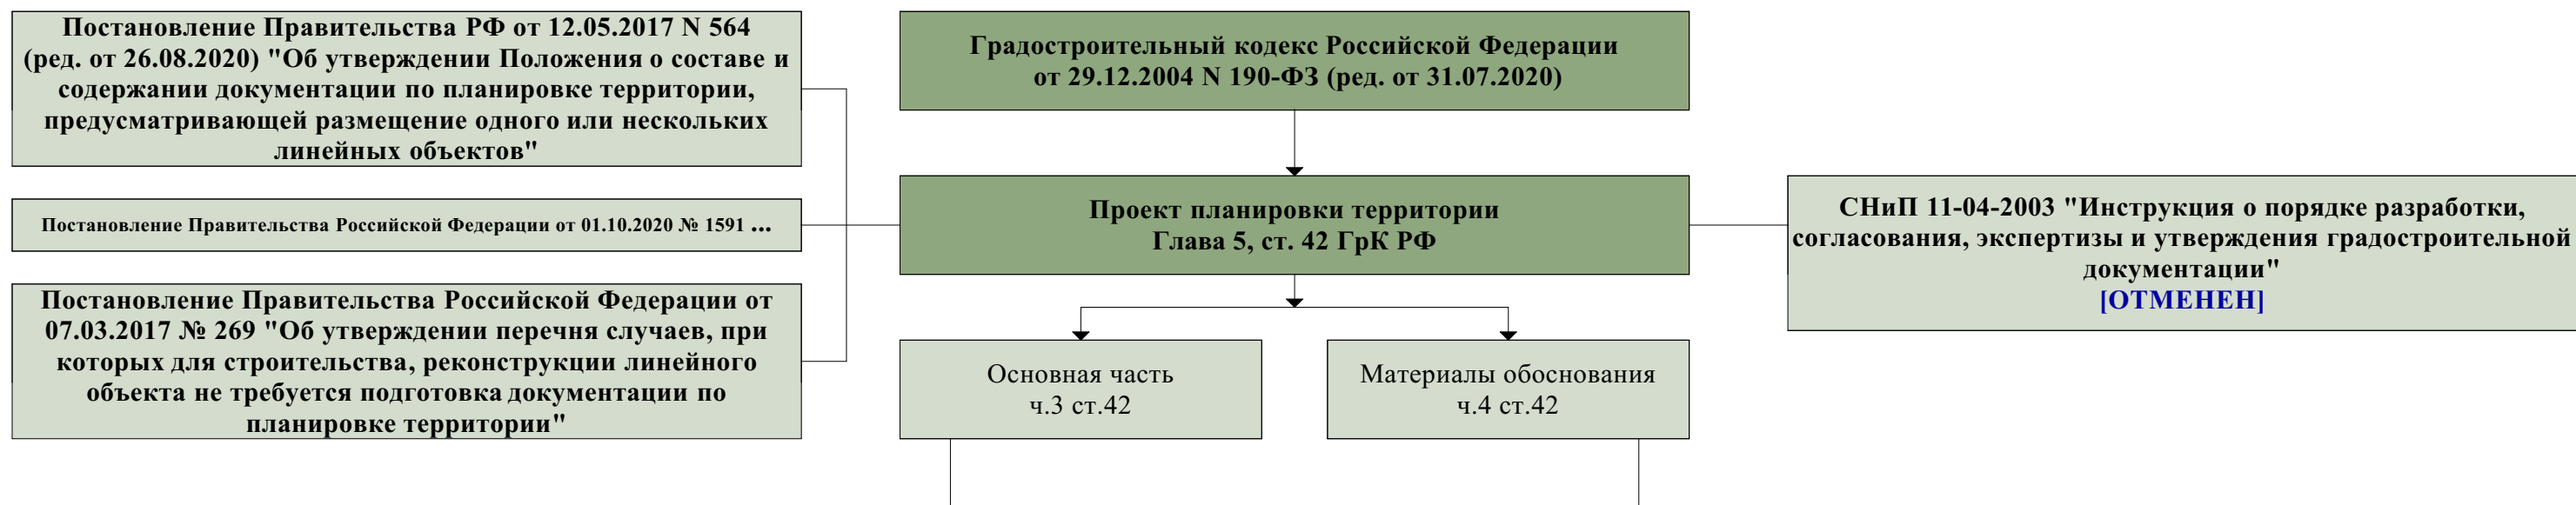 Постановление Правительства РФ от 12.05.2017 N 564
(ред. от 26.08.2020) "Об утверждении Положения о составе и
содержании документации по планировке территории,
предусматривающей размещение одного или нескольких
линейных объектов"
Постановление Правительства Российской Федерации от 01.10.2020 № 1591 ...
Постановление Правительства Российской Федерации от
07.03.2017 № 269 "Об утверждении перечня случаев, при
которых для строительства, реконструкции линейного
объекта не требуется подготовка документации по
планировке территории"
Градостроительный кодекс Российской Федерации
от 29.12.2004 N 190-ФЗ (ред. от 31.07.2020)
Проект планировки территории
Глава 5, ст. 42 ГрК РФ
Основная часть
ч.3 ст.42
Материалы обоснования
ч.4 ст.42
СНиП 11-04-2003 "Инструкция о порядке разработки,
согласования, экспертизы и утверждения градостроительной
документации"
[ОТМЕНЕН]